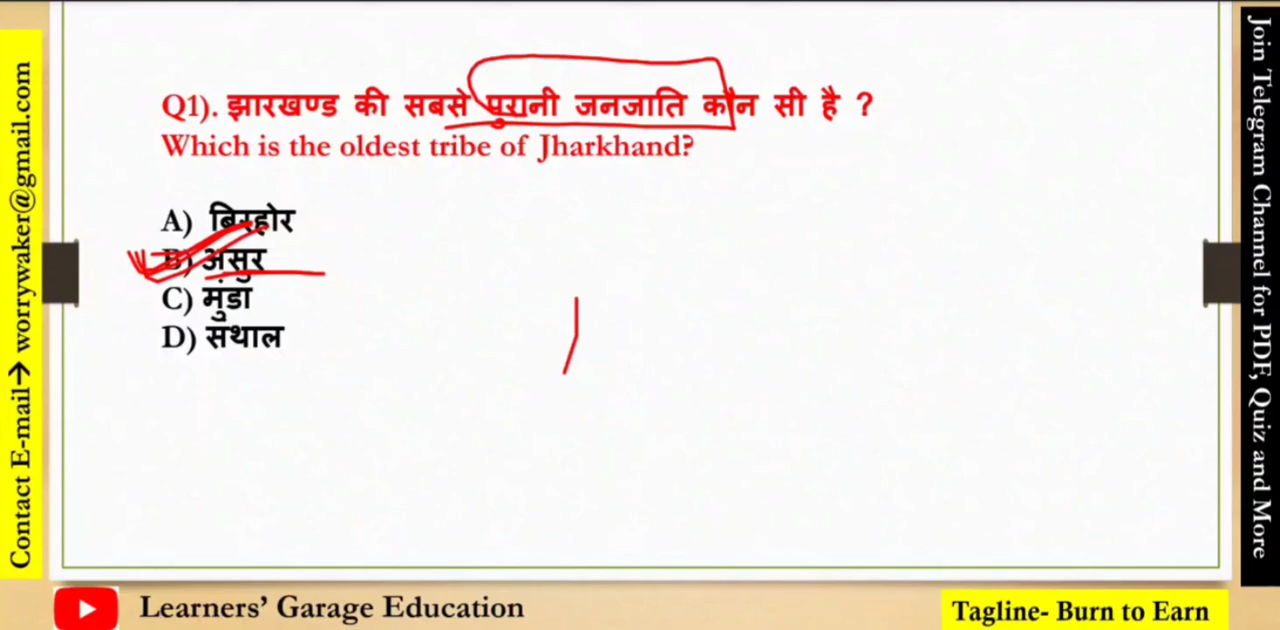 Q1). झारखण्ड की सबसे पुरानी जनजाति कौन सी है ?
Which is the oldest tribe of Jharkhand?
A) बिरहोर
B) असुर
C) मुंडा
D) संथाल
Contact E-mail→ worrywaker@gmail.com
Join Telegram Channel for PDF, Quiz and More
Learners' Garage Education
Tagline- Burn to Earn